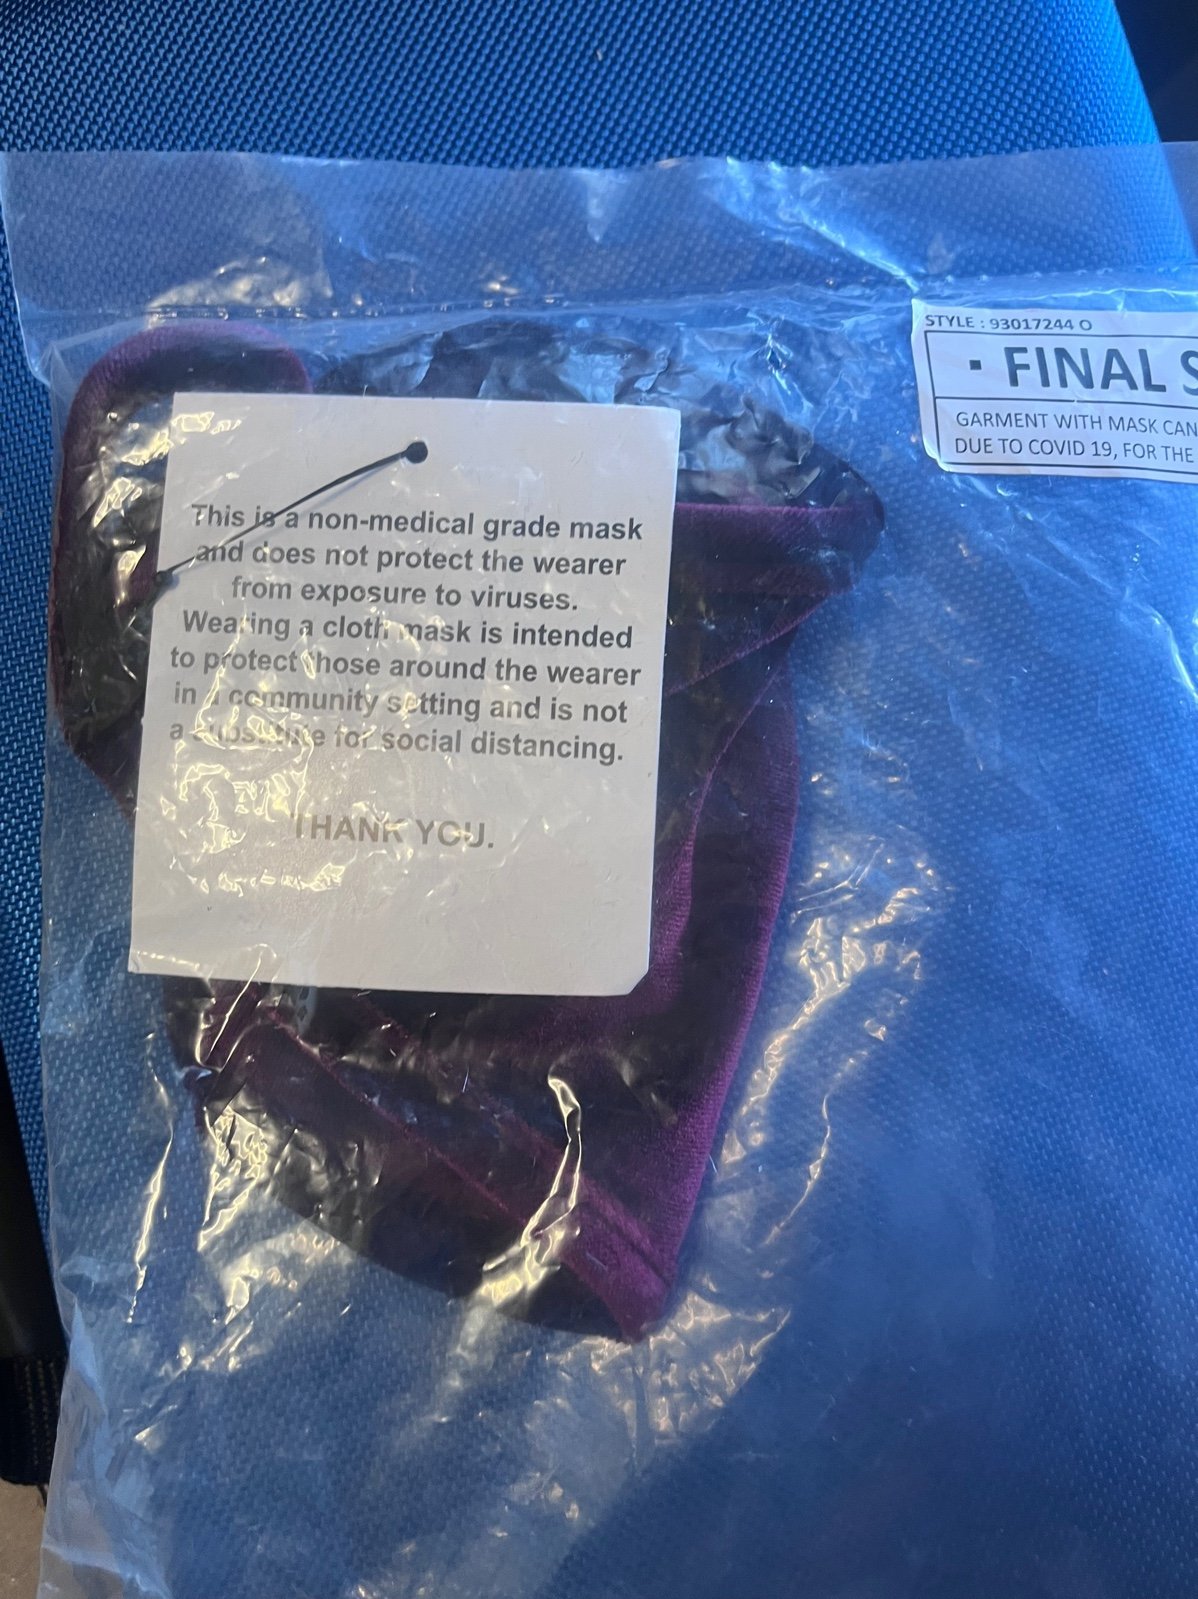 STYLE : 93017244 O
· FINAL S
GARMENT WITH MASK CAN
DUE TO COVID 19, FOR THE
This is a non-medical grade mask
and does not protect the wearer
from exposure to viruses.
Wearing a cloth mask is intended
to protect those around the wearer
in a community setting and is not
a substitute for social distancing.
THANK YOU.